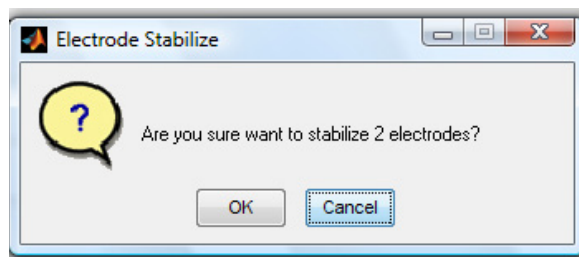 Electrode Stabilize
?
Are you sure want to stabilize 2 electrodes?
OK
Cancel